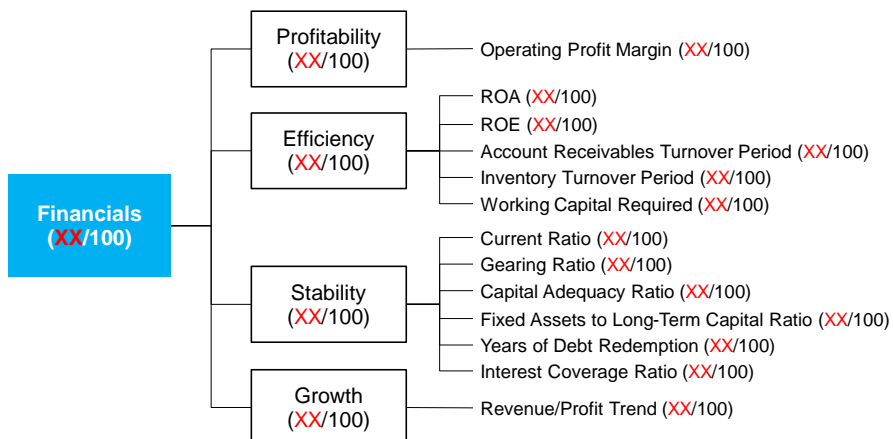 Financials
(XX/100)
Profitability
(XX/100)
Operating Profit Margin (XX/100)
Efficiency
(XX/100)
ROA (XX/100)
ROE (XX/100)
Account Receivables Turnover Period (XX/100)
Inventory Turnover Period (XX/100)
Working Capital Required (XX/100)
Stability
(XX/100)
Current Ratio (XX/100)
Gearing Ratio (XX/100)
Capital Adequacy Ratio (XX/100)
Fixed Assets to Long-Term Capital Ratio (XX/100)
Years of Debt Redemption (XX/100)
Interest Coverage Ratio (XX/100)
Growth
(XX/100)
Revenue/Profit Trend (XX/100)